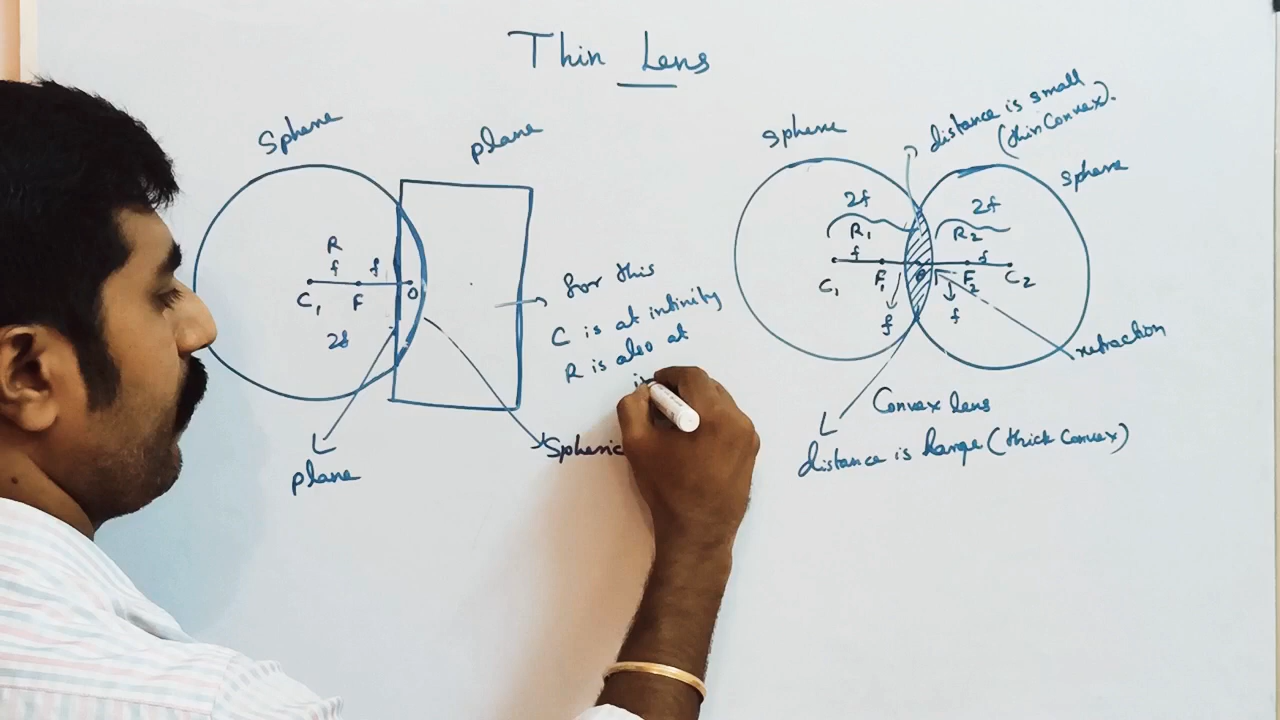 Thin Lens
Sphere
plane
R
f
f
C1
F
O
2f
plane
Spheric
for this
C is at infinity
R is also at
in
sphere
distance is small
(thin Convex).
sphere
2f
2f
R1
R2
f
f
C1
F1
O
F2
C2
f
f
refraction
Convex lens
distance is large (thick Convex)